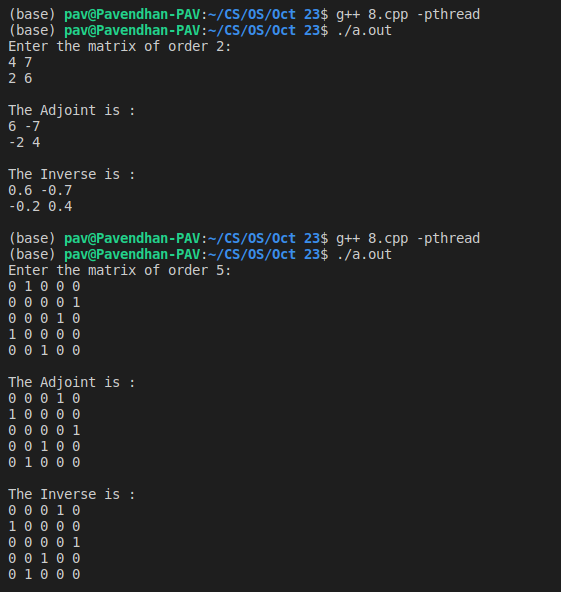 (base) pav@Pavendhan-PAV:~/CS/OS/Oct 23$ g++ 8.cpp -pthread
(base) pav@Pavendhan-PAV:~/CS/OS/Oct 23$ ./a.out
Enter the matrix of order 2:
4 7
2 6
The Adjoint is :
6 -7
-2 4
The Inverse is :
0.6 -0.7
-0.2 0.4
(base) pav@Pavendhan-PAV:~/CS/OS/Oct 23$ g++ 8.cpp -pthread
(base) pav@Pavendhan-PAV:~/CS/OS/Oct 23$ ./a.out
Enter the matrix of order 5:
0 1 0 0 0
0 0 0 0 1
0 0 0 1 0
1 0 0 0 0
0 0 1 0 0
The Adjoint is :
0 0 0 1 0
1 0 0 0 0
0 0 0 0 1
0 0 1 0 0
0 1 0 0 0
The Inverse is :
0 0 0 1 0
1 0 0 0 0
0 0 0 0 1
0 0 1 0 0
0 1 0 0 0